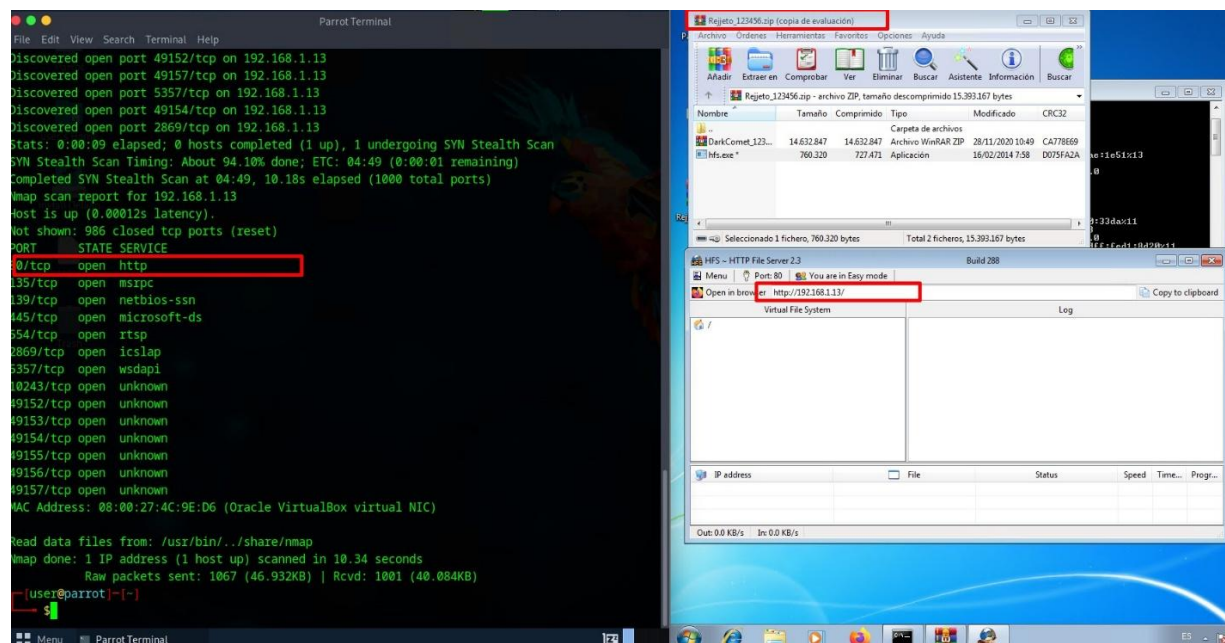 Parrot Terminal
File Edit View Search Terminal Help
Discovered open port 49152/tcp on 192.168.1.13
Discovered open port 49157/tcp on 192.168.1.13
Discovered open port 5357/tcp on 192.168.1.13
Discovered open port 49154/tcp on 192.168.1.13
Discovered open port 2869/tcp on 192.168.1.13
Stats: 0:00:09 elapsed; 0 hosts completed (1 up), 1 undergoing SYN Stealth Scan
SYN Stealth Scan Timing: About 94.10% done; ETC: 04:49 (0:00:01 remaining)
Completed SYN Stealth Scan at 04:49, 10.18s elapsed (1000 total ports)
Nmap scan report for 192.168.1.13
Host is up (0.00012s latency).
Not shown: 986 closed tcp ports (reset)
PORT STATE SERVICE
80/tcp open http
135/tcp open msrpc
139/tcp open netbios-ssn
445/tcp open microsoft-ds
554/tcp open rtsp
2869/tcp open icslap
5357/tcp open wsdapi
10243/tcp open unknown
49152/tcp open unknown
49153/tcp open unknown
49154/tcp open unknown
49155/tcp open unknown
49156/tcp open unknown
49157/tcp open unknown
MAC Address: 08:00:27:4C:9E:D6 (Oracle VirtualBox virtual NIC)
Read data files from: /usr/bin/../share/nmap
Nmap done: 1 IP address (1 host up) scanned in 10.34 seconds
Raw packets sent: 1067 (46.932KB) | Rcvd: 1001 (40.084KB)
[user@parrot]-[~]
$
Menu Parrot Terminal
Rejjeto_123456.zip (copia de evaluación)
Archivo Órdenes Herramientas Favoritos Opciones Ayuda
Añadir Extraer en Comprobar Ver Eliminar Buscar Asistente Información Buscar
Rejjeto_123456.zip - archivo ZIP, tamaño descomprimido 15.393.167 bytes
Nombre Tamaño Comprimido Tipo Modificado CRC32
.. Carpeta de archivos
DarkComet_123... 14.632.847 14.632.847 Archivo WinRAR ZIP 28/11/2020 10:49 CA778E69
hfs.exe * 760.320 727.471 Aplicación 16/02/2014 7:58 D075FA2A
Seleccionado 1 fichero, 760.320 bytes Total 2 ficheros, 15.393.167 bytes
HFS ~ HTTP File Server 2.3 Build 288
Menu Port: 80 You are in Easy mode
Open in browser http://192.168.1.13/ Copy to clipboard
Virtual File System Log
/
IP address File Status Speed Time... Progr...
Out: 0.0 KB/s In: 0.0 KB/s
ES